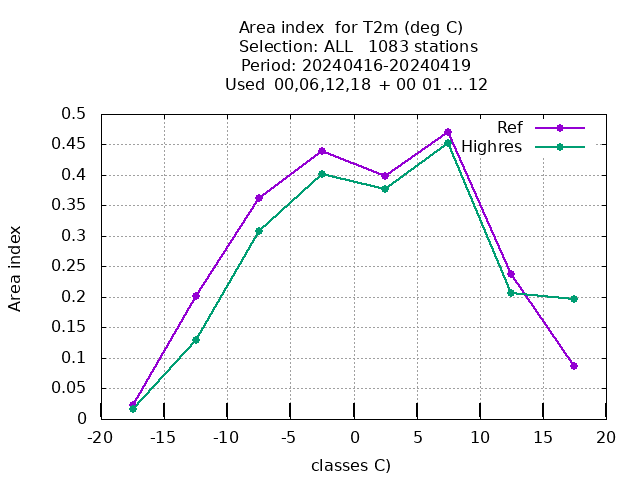 Area index  for T2m (deg C)
Selection: ALL   1083 stations
Period: 20240416-20240419
Used  00,06,12,18  + 00 01 ... 12
Ref
Highres
0.5
0.45
0.4
0.35
0.3
0.25
0.2
0.15
0.1
0.05
0
Area index
-20 -15 -10 -5 0 5 10 15 20
classes C)